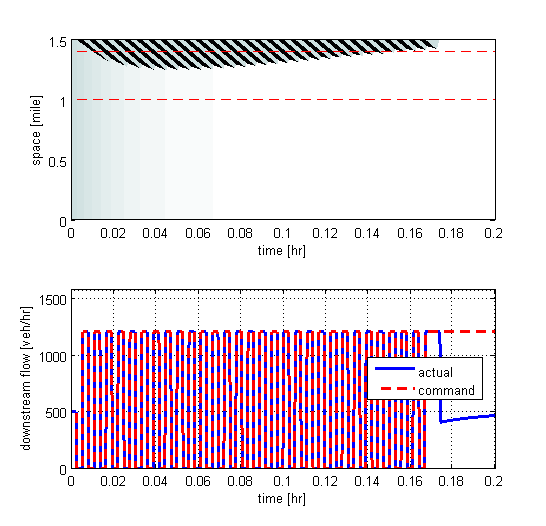 space [mile]
1.5
1
0.5
0
0 0.02 0.04 0.06 0.08 0.1 0.12 0.14 0.16 0.18 0.2
time [hr]
downstream flow [veh/hr]
1500
1000
500
0
actual
command
0 0.02 0.04 0.06 0.08 0.10 0.12 0.14 0.16 0.18 0.2
time [hr]